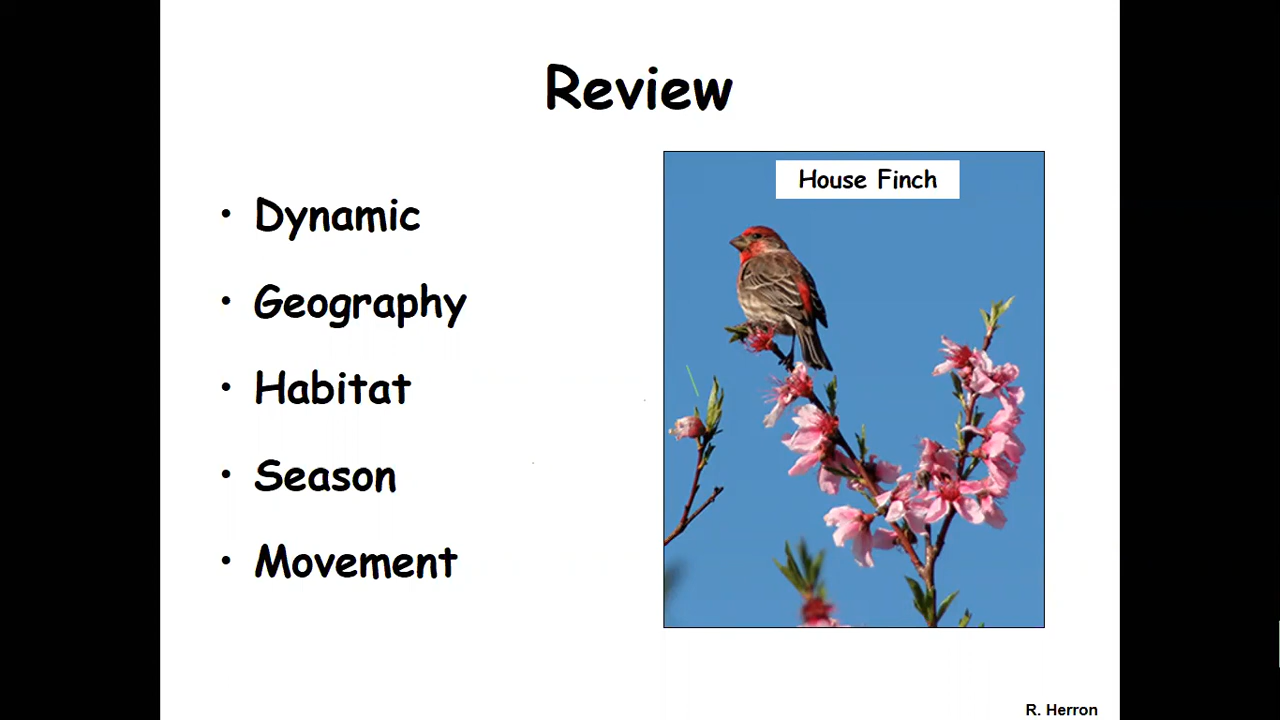 Review
House Finch
• Dynamic
• Geography
• Habitat
• Season
• Movement
R. Herron